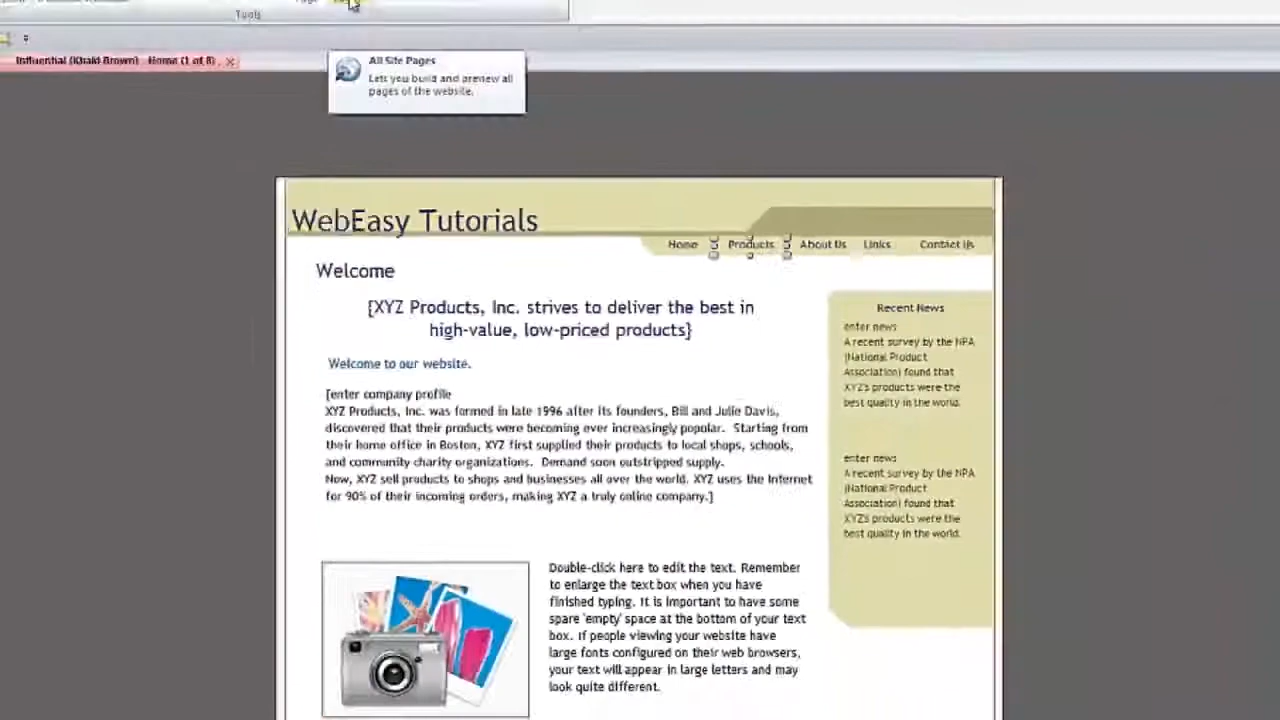 Tools
Influential (Khald Brown) - Home (1 of 8)
All Site Pages
Lets you build and preview all
pages of the website.
WebEasy Tutorials
Home Products About Us Links Contact Us
Welcome
{XYZ Products, Inc. strives to deliver the best in
high-value, low-priced products}
Welcome to our website.
[enter company profile
XYZ Products, Inc. was formed in late 1996 after its founders, Bill and Julie Davis,
discovered that their products were becoming ever increasingly popular. Starting from
their home office in Boston, XYZ first supplied their products to local shops, schools,
and community charity organizations. Demand soon outstripped supply.
Now, XYZ sell products to shops and businesses all over the world. XYZ uses the Internet
for 90% of their incoming orders, making XYZ a truly online company.]
Recent News
enter news
A recent survey by the NPA
(National Product
Association) found that
XYZ's products were the
best quality in the world.
enter news
A recent survey by the NPA
(National Product
Association) found that
XYZ's products were the
best quality in the world.
Double-click here to edit the text. Remember
to enlarge the text box when you have
finished typing. It is important to have some
spare 'empty' space at the bottom of your text
box. If people viewing your website have
large fonts configured on their web browsers,
your text will appear in large letters and may
look quite different.